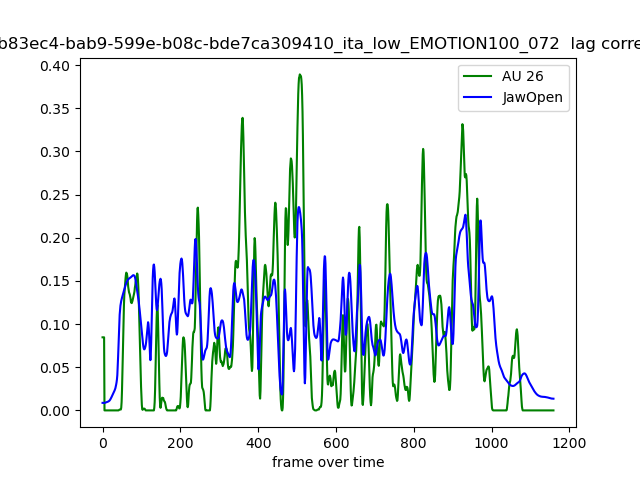 b83ec4-bab9-599e-b08c-bde7ca309410_ita_low_EMOTION100_072 lag corre
AU 26
JawOpen
0.40
0.35
0.30
0.25
0.20
0.15
0.10
0.05
0.00
0 200 400 600 800 1000 1200
frame over time